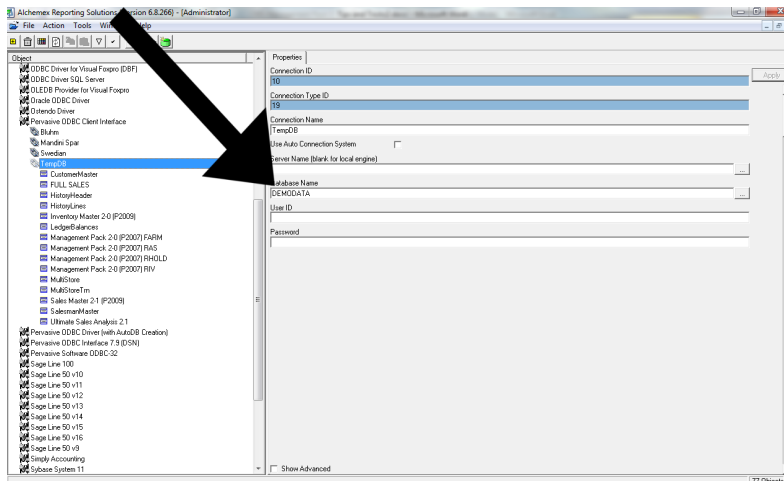 Alchemex Reporting Solutions (Version 6.8.266) - [Administrator]
File Action Tools Help
Object
ODBC Driver for Visual Foxpro (DBF)
ODBC Driver SQL Server
OLEDB Provider for Visual Foxpro
Oracle ODBC Driver
Ostendo Driver
Pervasive ODBC Client Interface
Bluhm
Mandini Spar
Swedian
TempDB
CustomerMaster
FULL SALES
HistoryHeader
HistoryLines
Inventory Master 2-0 (P2009)
LedgerBalances
Management Pack 2-0 (P2007) FARM
Management Pack 2-0 (P2007) RAS
Management Pack 2-0 (P2007) RHOLD
Management Pack 2-0 (P2007) RIV
MultiStore
MultiStoreTrn
Sales Master 2-1 (P2009)
SalesmanMaster
Ultimate Sales Analysis 2.1
Pervasive ODBC Driver (with AutoDB Creation)
Pervasive ODBC Interface 7.9 (DSN)
Pervasive Software ODBC-32
Sage Line 100
Sage Line 50 v10
Sage Line 50 v11
Sage Line 50 v12
Sage Line 50 v13
Sage Line 50 v14
Sage Line 50 v15
Sage Line 50 v16
Sage Line 50 v9
Simply Accounting
Sybase System 11
Properties
Connection ID
10
Apply
Connection Type ID
19
Connection Name
TempDB
Use Auto Connection System
Server Name (blank for local engine)
...
Database Name
DEMODATA
...
User ID
Password
Show Advanced
77 Objects